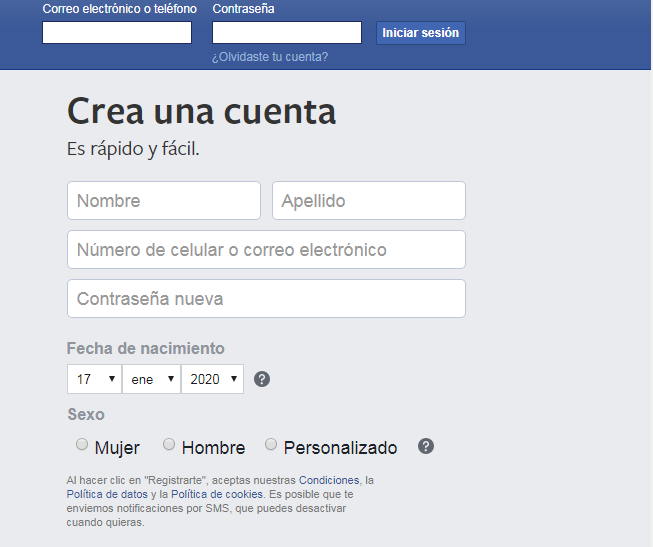 Correo electrónico o teléfono Contraseña
Iniciar sesión
¿Olvidaste tu cuenta?
Crea una cuenta
Es rápido y fácil.
Nombre Apellido
Número de celular o correo electrónico
Contraseña nueva
Fecha de nacimiento
17 ene 2020 ?
Sexo
Mujer Hombre Personalizado ?
Al hacer clic en "Registrarte", aceptas nuestras Condiciones, la
Política de datos y la Política de cookies. Es posible que te
enviemos notificaciones por SMS, que puedes desactivar
cuando quieras.